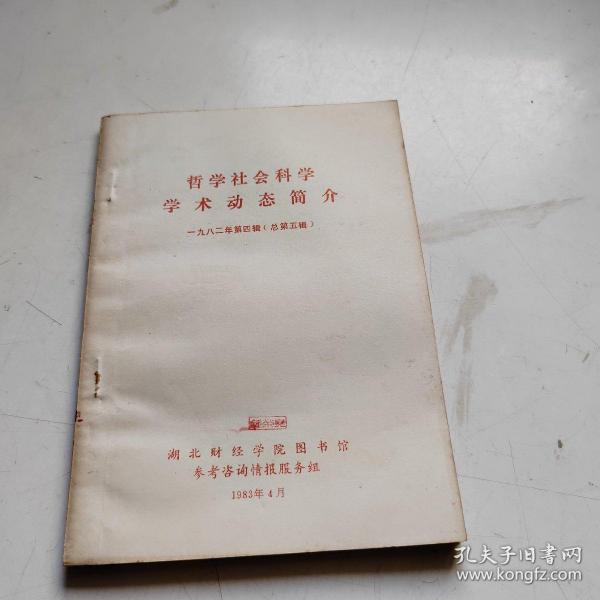 哲学社会科学
学术动态简介
一九八二年第四辑(总第五辑)
湖北财经学院图书馆
参考咨询情报服务组
1983年4月
孔夫子旧书网
www.kongfz.com